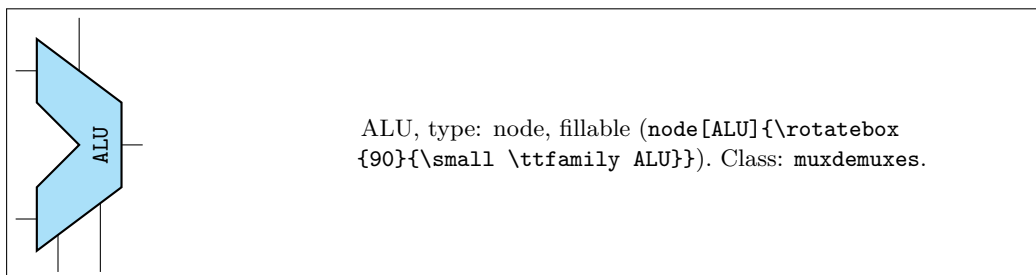 ALU
ALU, type: node, fillable (node[ALU]{\rotatebox
{90}{\small \ttfamily ALU}}). Class: muxdemuxes.